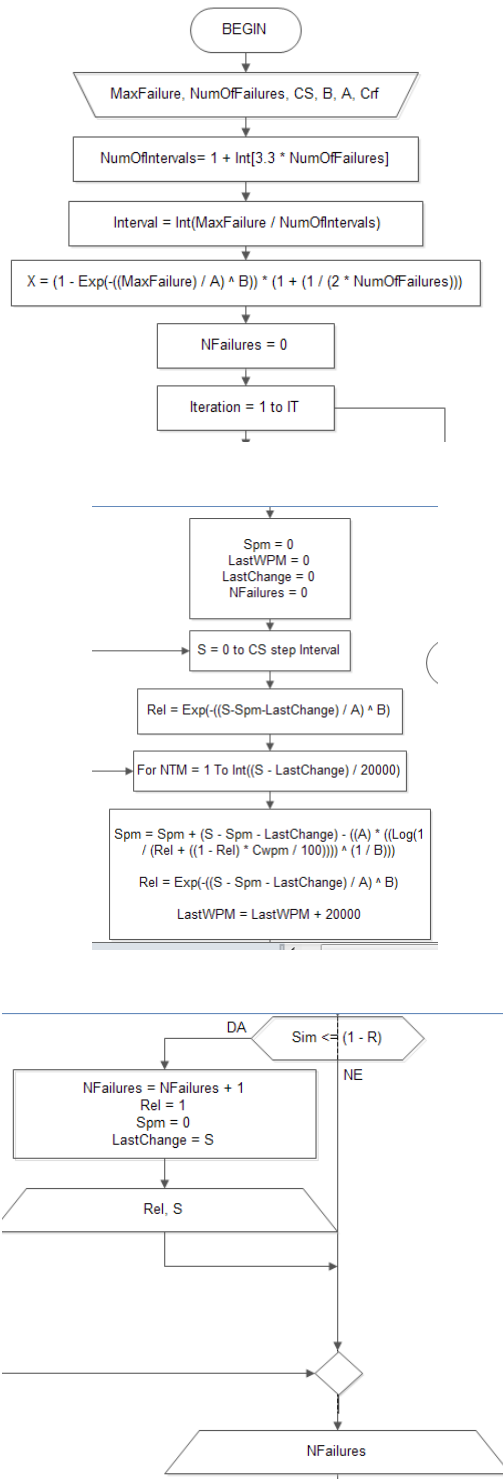 BEGIN
MaxFailure, NumOfFailures, CS, B, A, Crf
NumOfIntervals= 1 + Int[3.3 * NumOfFailures]
Interval = Int(MaxFailure / NumOfIntervals)
X = (1 - Exp(-((MaxFailure) / A) ^ B)) * (1 + (1 / (2 * NumOfFailures)))
NFailures = 0
Iteration = 1 to IT
Spm = 0
LastWPM = 0
LastChange = 0
NFailures = 0
S = 0 to CS step Interval
Rel = Exp(-((S-Spm-LastChange) / A) ^ B)
For NTM = 1 To Int((S - LastChange) / 20000)
Spm = Spm + (S - Spm - LastChange) - ((A) * ((Log(1
/ (Rel + ((1 - Rel) * Cwpm / 100)))) ^ (1 / B)))
Rel = Exp(-((S - Spm - LastChange) / A) ^ B)
LastWPM = LastWPM + 20000
DA
Sim <= (1 - R)
NE
NFailures = NFailures + 1
Rel = 1
Spm = 0
LastChange = S
Rel, S
NFailures